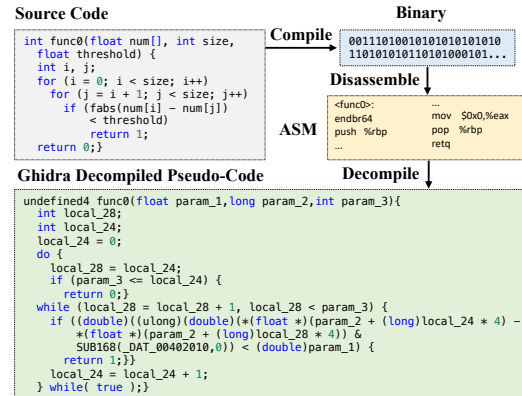 Source Code
int func0(float num[], int size,
float threshold) {
int i, j;
for (i = 0; i < size; i++)
for (j = i + 1; j < size; j++)
if (fabs(num[i] - num[j])
< threshold)
return 1;
return 0;}
Compile
Binary
00111010010101010101010
11010101011010100010​1...
Disassemble
ASM
<func0>:
endbr64
push %rbp
...
...
mov $0x0,%eax
pop %rbp
retq
Decompile
Ghidra Decompiled Pseudo-Code
undefined4 func0(float param_1,long param_2,int param_3){
int local_28;
int local_24;
local_24 = 0;
do {
local_28 = local_24;
if (param_3 <= local_24) {
return 0;}
while (local_28 = local_28 + 1, local_28 < param_3) {
if ((double)((ulong)(double)(*(float *)(param_2 + (long)local_24 * 4) -
*(float *)(param_2 + (long)local_28 * 4)) &
SUB168(_DAT_00402010,0)) < (double)param_1) {
return 1;}}
local_24 = local_24 + 1;
} while( true );}